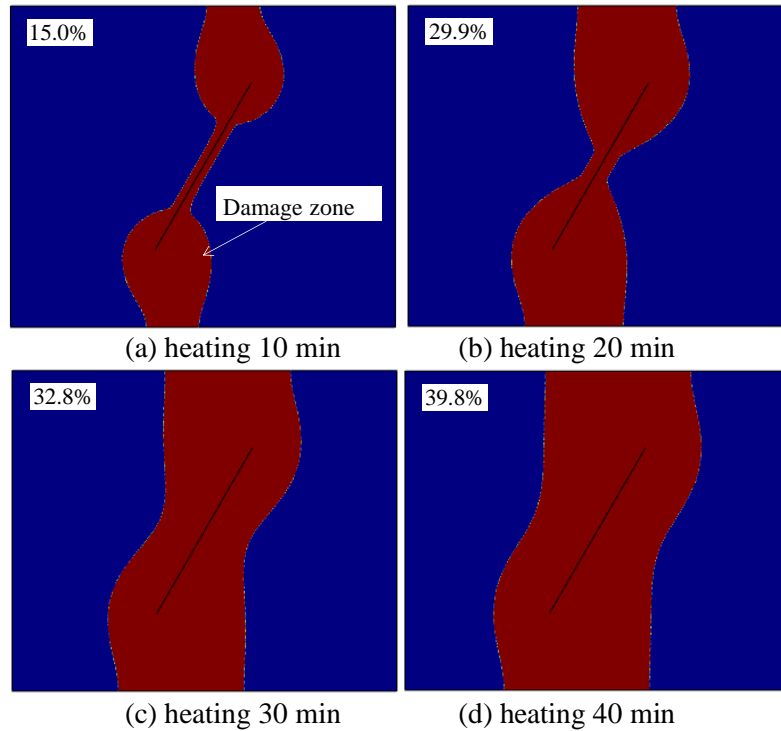 15.0%
29.9%
Damage zone
(a) heating 10 min
(b) heating 20 min
32.8%
39.8%
(c) heating 30 min
(d) heating 40 min